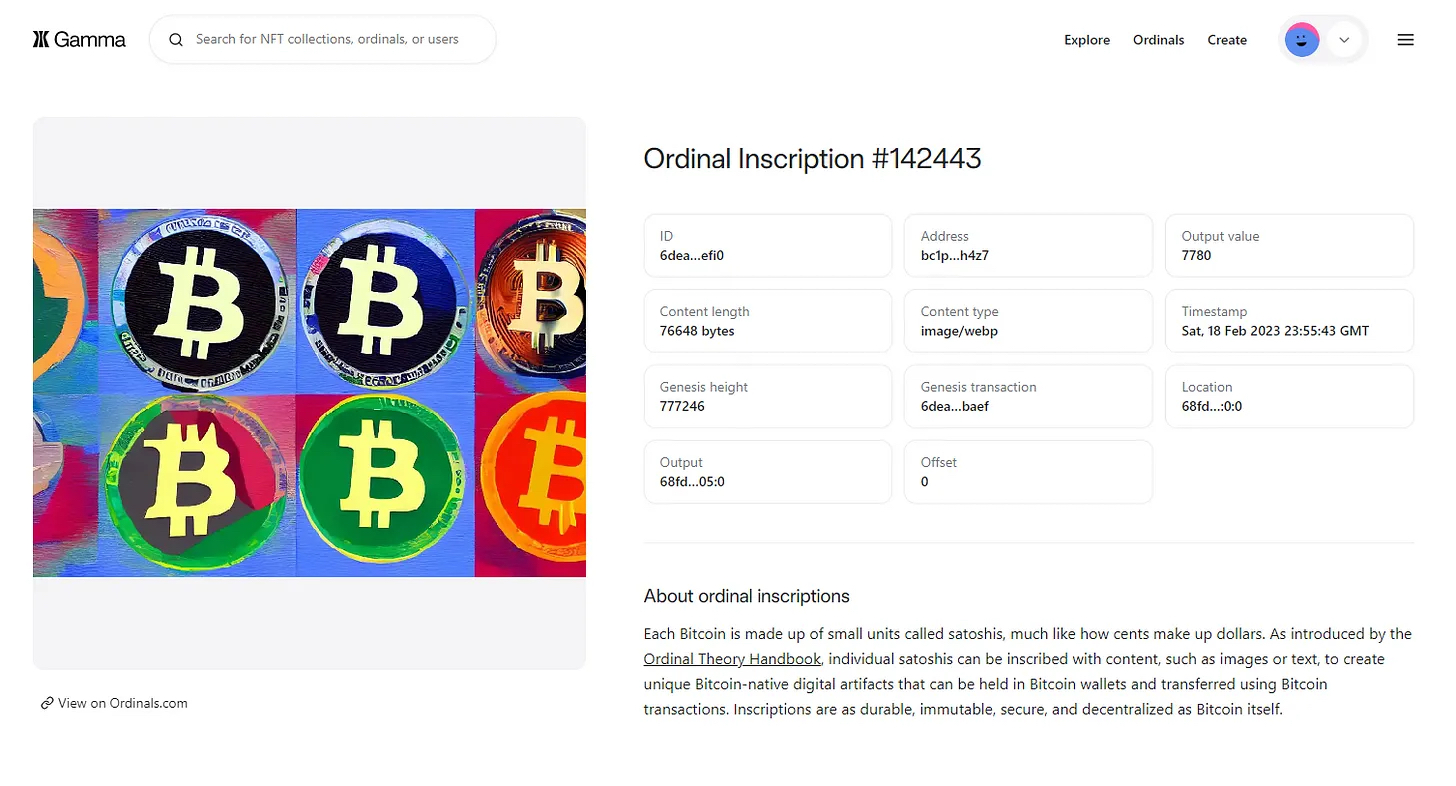 Gamma
Search for NFT collections, ordinals, or users
Explore
Ordinals
Create
Ordinal Inscription #142443
ID
6dea...efi0
Address
bc1p...h4z7
Output value
7780
Content length
76648 bytes
Content type
image/webp
Timestamp
Sat, 18 Feb 2023 23:55:43 GMT
Genesis height
777246
Genesis transaction
6dea...baef
Location
68fd...:0:0
Output
68fd...05:0
Offset
0
About ordinal inscriptions
Each Bitcoin is made up of small units called satoshis, much like how cents make up dollars. As introduced by the
Ordinal Theory Handbook, individual satoshis can be inscribed with content, such as images or text, to create
unique Bitcoin-native digital artifacts that can be held in Bitcoin wallets and transferred using Bitcoin
transactions. Inscriptions are as durable, immutable, secure, and decentralized as Bitcoin itself.
View on Ordinals.com